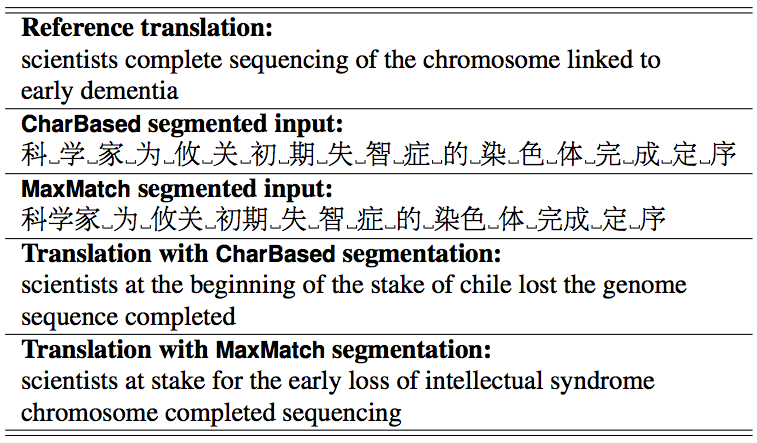 Reference translation:
scientists complete sequencing of the chromosome linked to
early dementia
CharBased segmented input:
科␣学␣家␣为␣攸␣关␣初␣期␣失␣智␣症␣的␣染␣色␣体␣完␣成␣定␣序
MaxMatch segmented input:
科学家␣为␣攸关␣初期␣失␣智␣症␣的␣染色␣体␣完成␣定␣序
Translation with CharBased segmentation:
scientists at the beginning of the stake of chile lost the genome
sequence completed
Translation with MaxMatch segmentation:
scientists at stake for the early loss of intellectual syndrome
chromosome completed sequencing